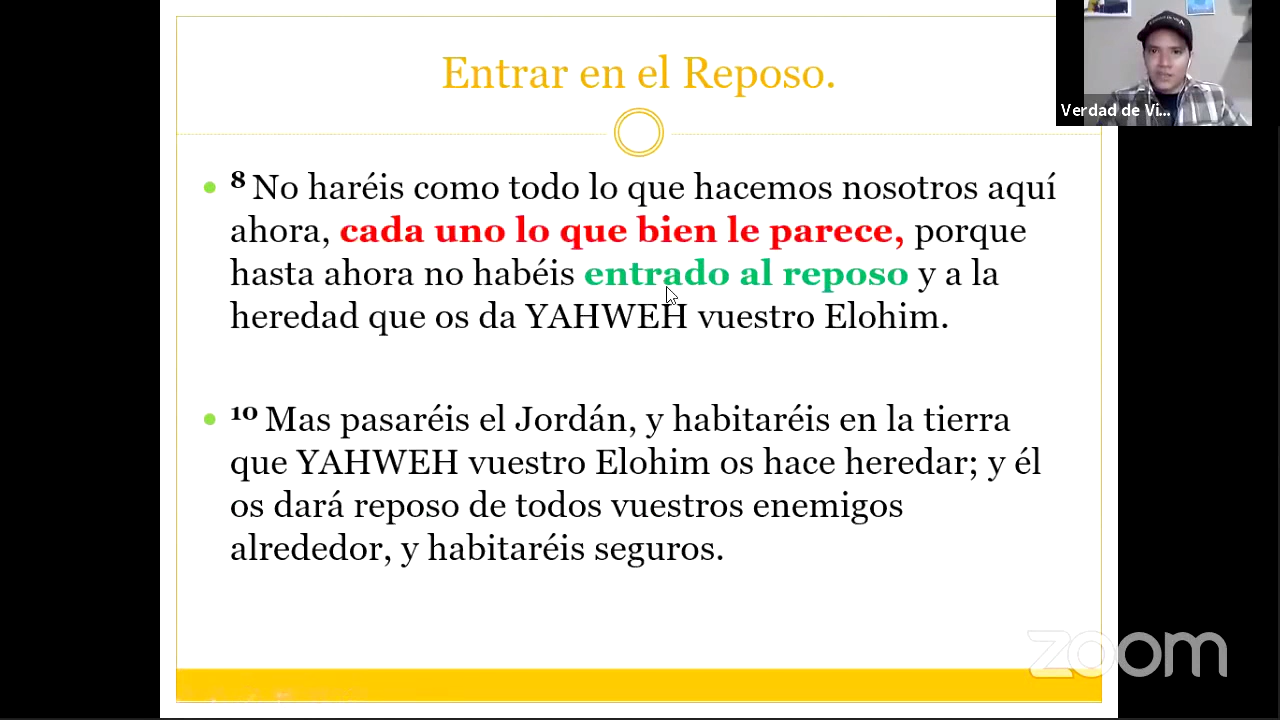 Entrar en el Reposo.
Verdad de Vi...
8 No haréis como todo lo que hacemos nosotros aquí
ahora, cada uno lo que bien le parece, porque
hasta ahora no habéis entrado al reposo y a la
heredad que os da YAHWEH vuestro Elohim.
10 Mas pasaréis el Jordán, y habitaréis en la tierra
que YAHWEH vuestro Elohim os hace heredar; y él
os dará reposo de todos vuestros enemigos
alrededor, y habitaréis seguros.
zoom